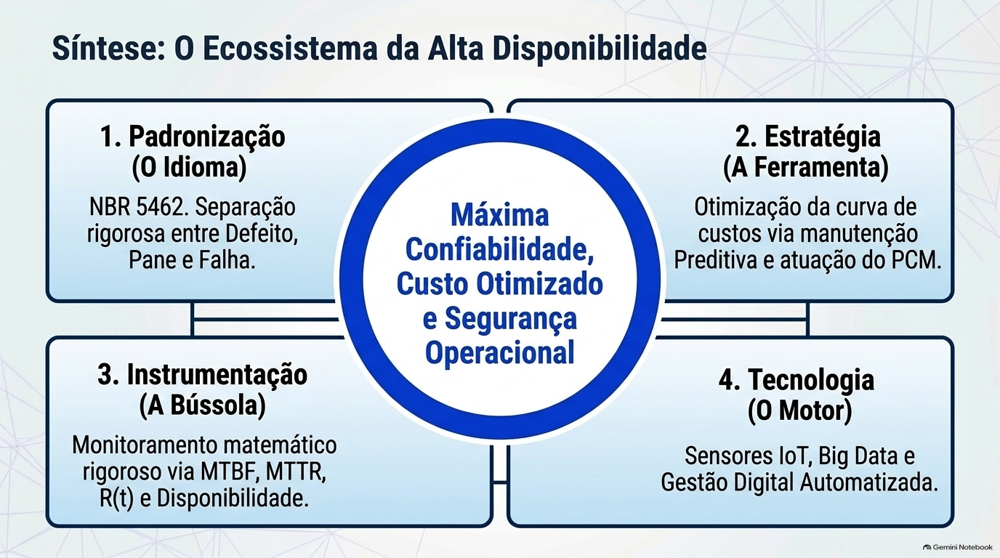 Síntese: O Ecossistema da Alta Disponibilidade
1. Padronização
(O Idioma)
NBR 5462. Separação
rigorosa entre Defeito,
Pane e Falha.
2. Estratégia
(A Ferramenta)
Otimização da curva de
custos via manutenção
Preditiva e atuação do PCM.
Máxima
Confiabilidade,
Custo Otimizado
e Segurança
Operacional
3. Instrumentação
(A Bússola)
Monitoramento matemático
rigoroso via MTBF, MTTR,
R(t) e Disponibilidade.
4. Tecnologia
(O Motor)
Sensores IoT, Big Data e
Gestão Digital Automatizada.
Gemini Notebook